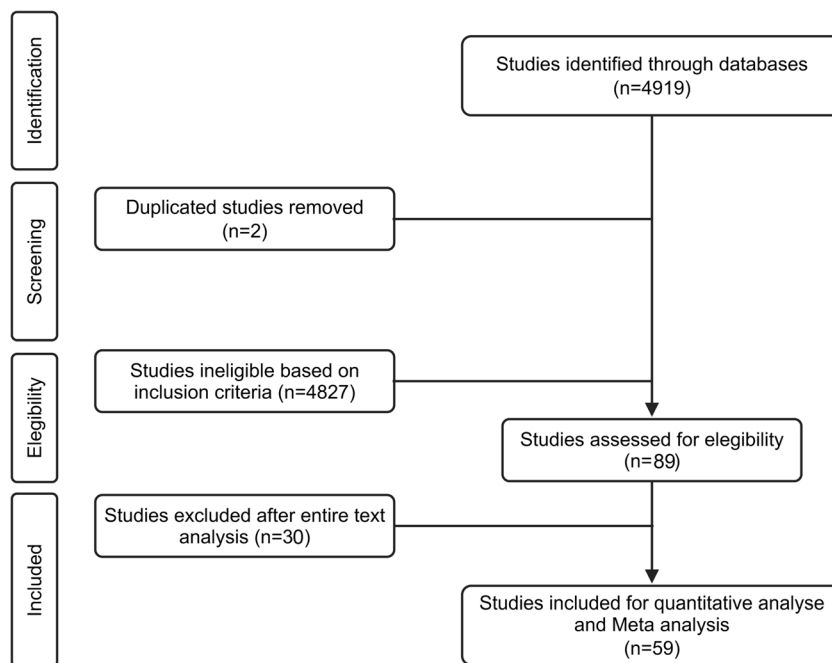 Identification
Studies identified through databases
(n=4919)
Screening
Duplicated studies removed
(n=2)
Elegibility
Studies ineligible based on
inclusion criteria (n=4827)
Studies assessed for elegibility
(n=89)
Included
Studies excluded after entire text
analysis (n=30)
Studies included for quantitative analyse
and Meta analysis
(n=59)